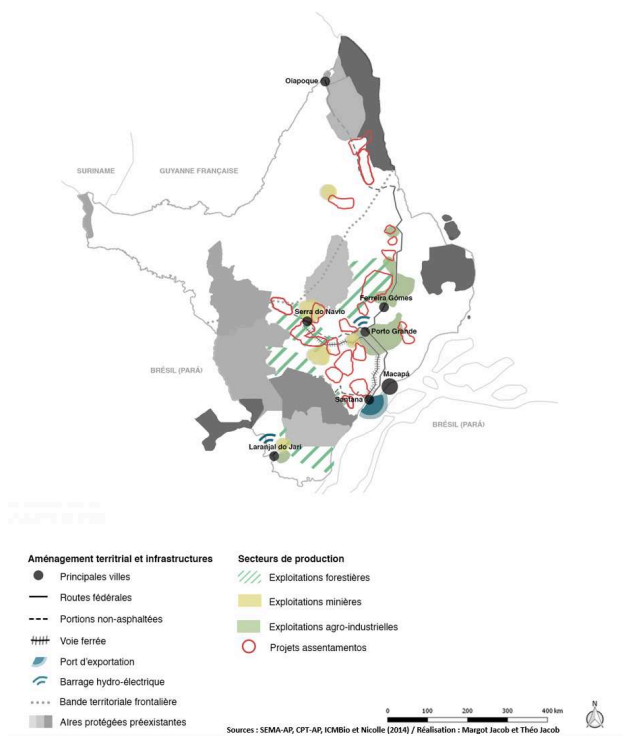 Oiapoque
SURINAME
GUYANNE FRANÇAISE
Ferreira Gómes
Serra do Navio
Porto Grande
BRÉSIL (PARÁ)
Macapá
Santana
BRÉSIL (PARÁ)
Laranjal do Jari
Aménagement territrial et infrastructures
Principales villes
Routes fédérales
Portions non-asphaltées
Voie ferrée
Port d'exportation
Barrage hydro-électrique
Bande territoriale frontalière
AIres protégées préexistantes
Secteurs de production
Exploitations forestières
Exploitations minières
Exploitations agro-industrielles
Projets assentamentos
0 100 200 300 400 km
N
Sources : SEMA-AP, CPT-AP, ICMBio et Nicolle (2014) / Réalisation : Margot Jacob et Théo Jacob